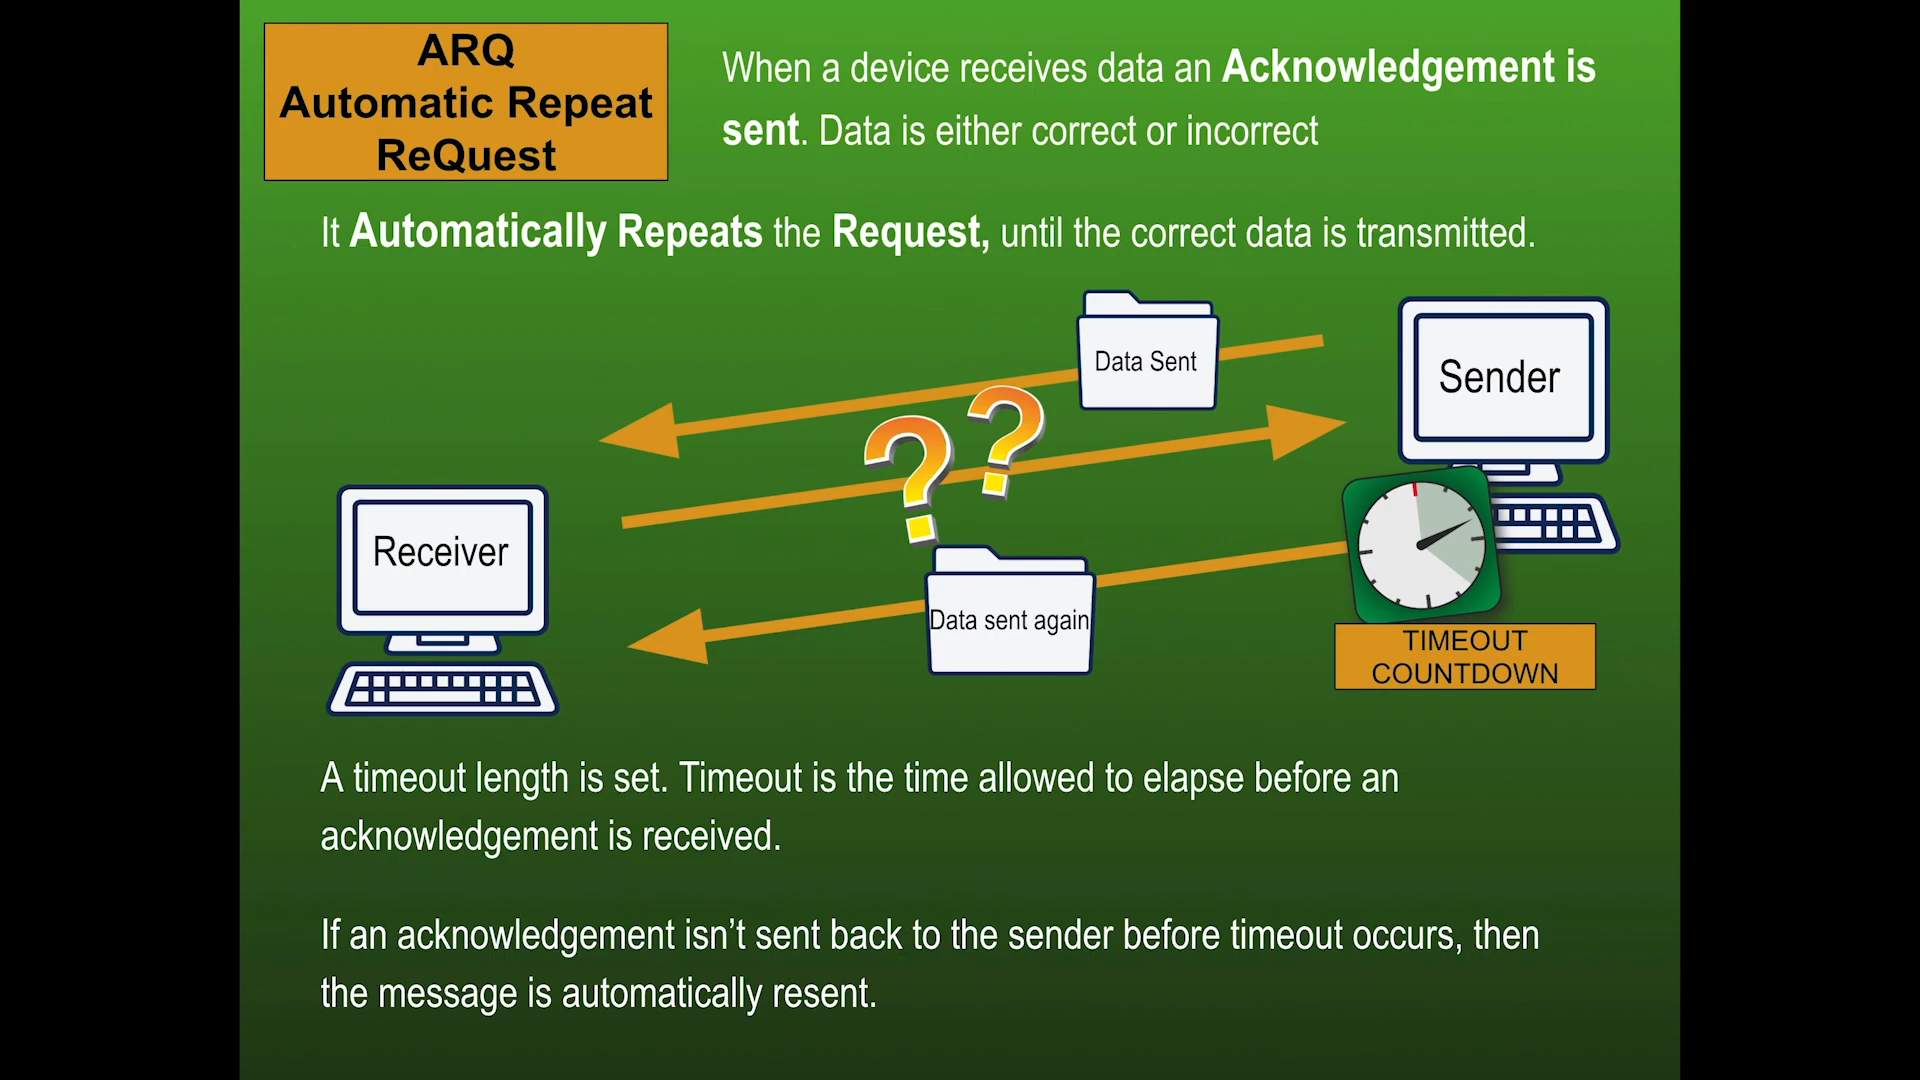 ARQ
Automatic Repeat
ReQuest
When a device receives data an Acknowledgement is
sent. Data is either correct or incorrect
It Automatically Repeats the Request, until the correct data is transmitted.
Data Sent
Sender
??
Receiver
Data sent again
TIMEOUT
COUNTDOWN
A timeout length is set. Timeout is the time allowed to elapse before an
acknowledgement is received.
If an acknowledgement isn’t sent back to the sender before timeout occurs, then
the message is automatically resent.